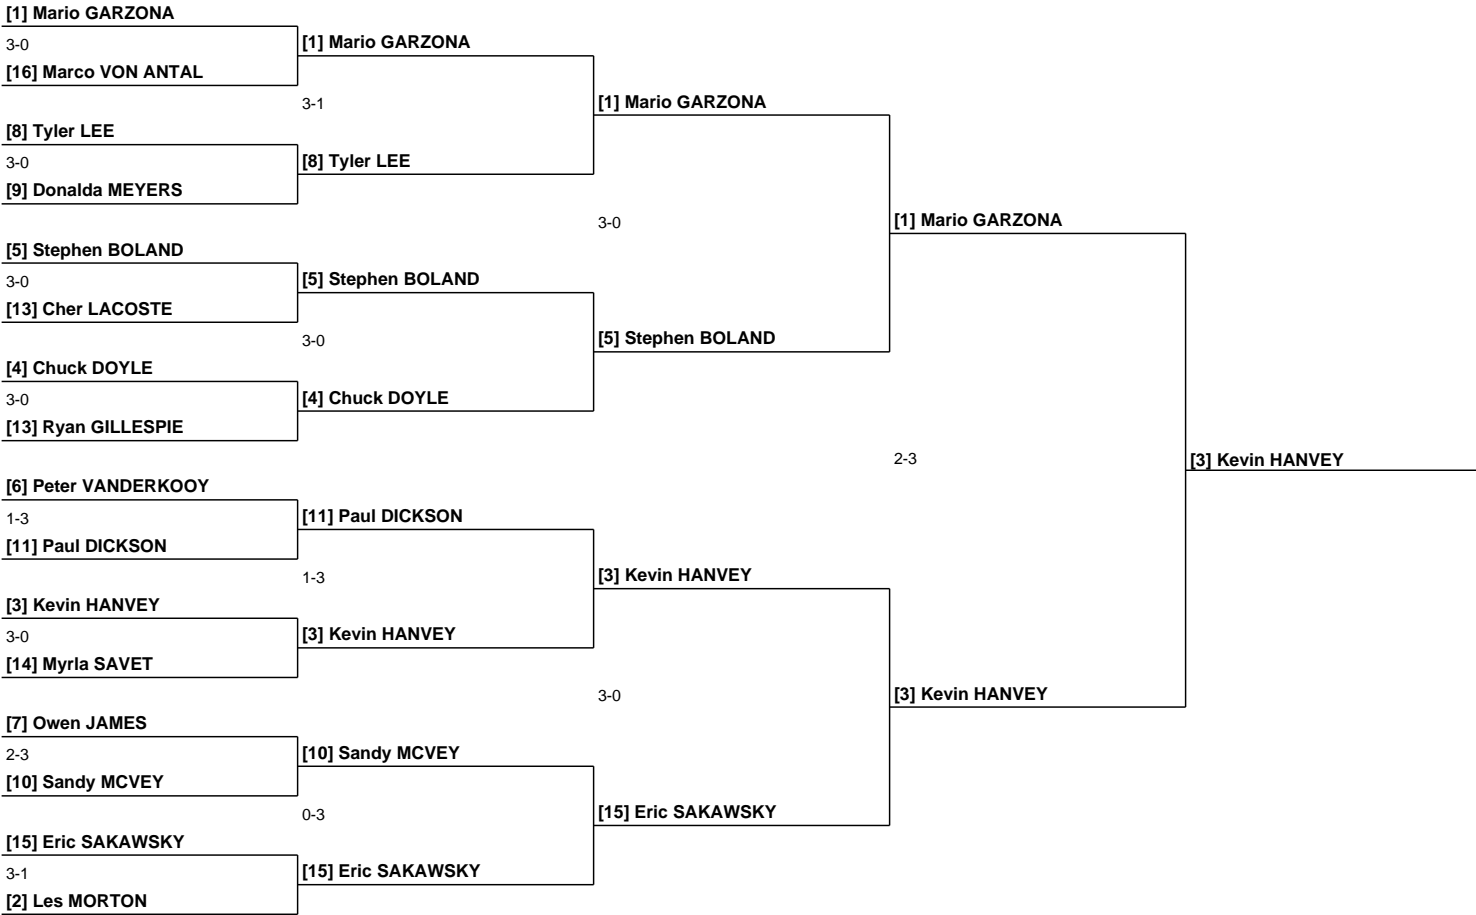 [1] Mario GARZONA
3-0
[16] Marco VON ANTAL
[8] Tyler LEE
3-0
[9] Donalda MEYERS
[5] Stephen BOLAND
3-0
[13] Cher LACOSTE
[4] Chuck DOYLE
3-0
[13] Ryan GILLESPIE
[6] Peter VANDERKOOY
1-3
[11] Paul DICKSON
[3] Kevin HANVEY
3-0
[14] Myrla SAVET
[7] Owen JAMES
2-3
[10] Sandy MCVEY
[15] Eric SAKAWSKY
3-1
[2] Les MORTON
[1] Mario GARZONA
3-1
[8] Tyler LEE
[5] Stephen BOLAND
3-0
[4] Chuck DOYLE
[11] Paul DICKSON
1-3
[3] Kevin HANVEY
[10] Sandy MCVEY
0-3
[15] Eric SAKAWSKY
[1] Mario GARZONA
3-0
[5] Stephen BOLAND
[3] Kevin HANVEY
3-0
[15] Eric SAKAWSKY
[1] Mario GARZONA
2-3
[3] Kevin HANVEY
[3] Kevin HANVEY